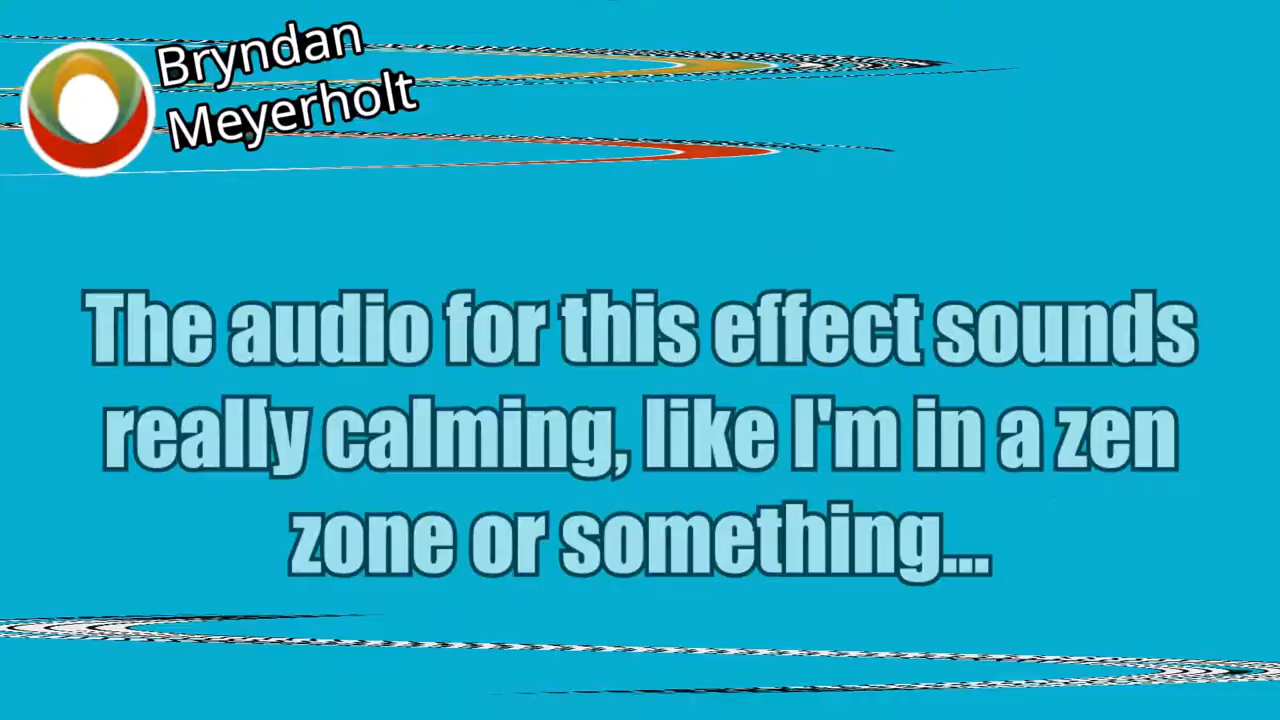 Bryndan
Meyerholt
The audio for this effect sounds
really calming, like I'm in a zen
zone or something...